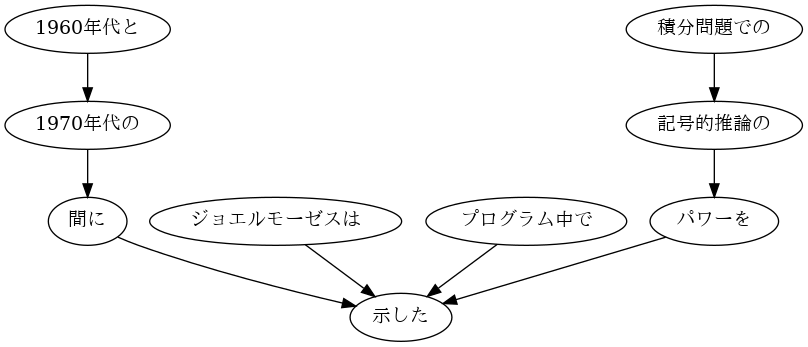 1960年代と
積分問題での
1970年代の
記号的推論の
間に
ジョエルモーゼスは
プログラム中で
パワーを
示した